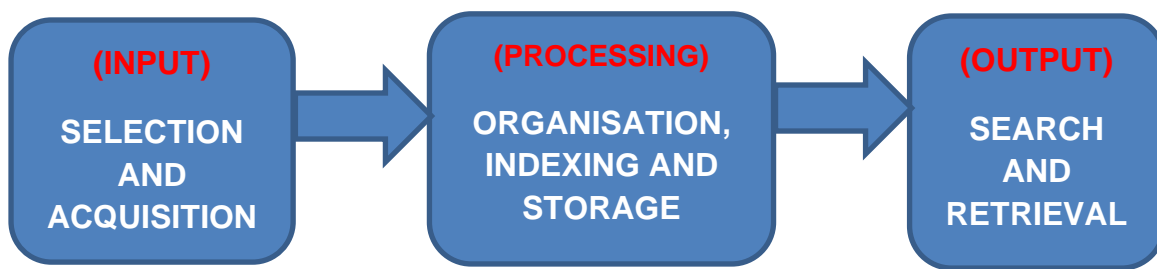 (INPUT)
SELECTION
AND
ACQUISITION
(PROCESSING)
ORGANISATION,
INDEXING AND
STORAGE
(OUTPUT)
SEARCH
AND
RETRIEVAL